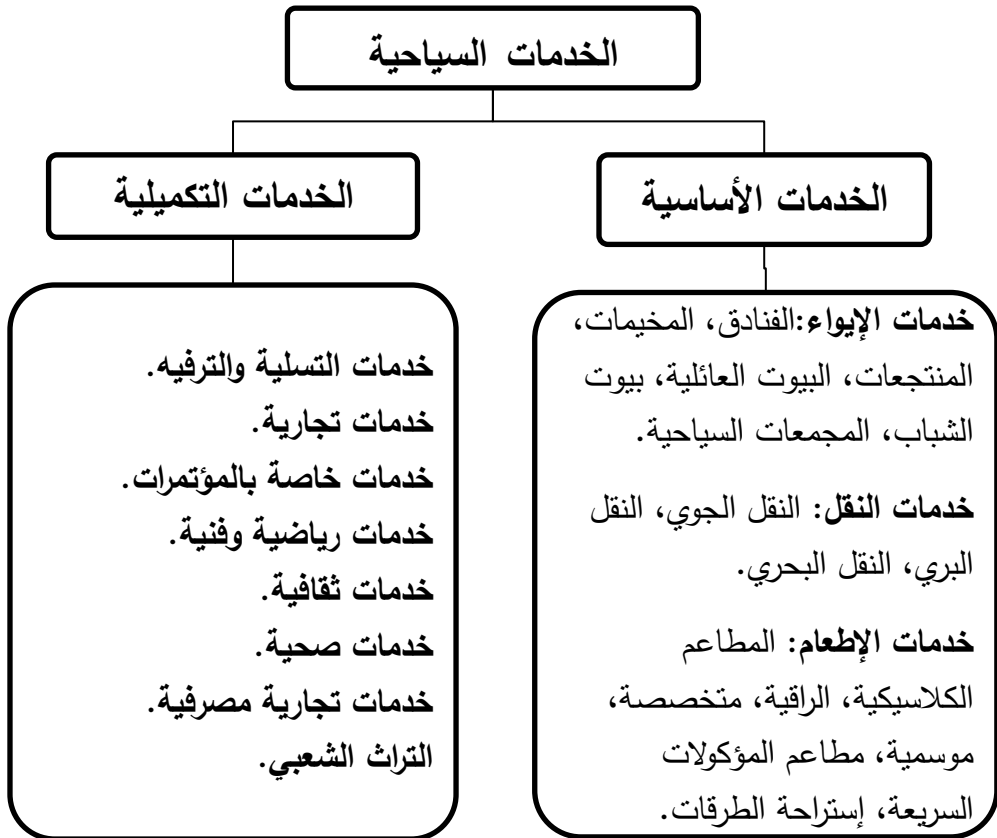 الخدمات السياحية
الخدمات الأساسية
خدمات الإيواء:الفنادق، المخيمات،
المنتجعات، البيوت العائلية، بيوت
الشباب، المجمعات السياحية.
خدمات النقل: النقل الجوي، النقل
البري، النقل البحري.
خدمات الإطعام: المطاعم
الكلاسيكية، الراقية، متخصصة،
موسمية، مطاعم المؤكولات
السريعة، إستراحة الطرقات.
الخدمات التكميلية
خدمات التسلية والترفيه.
خدمات تجارية.
خدمات خاصة بالمؤتمرات.
خدمات رياضية وفنية.
خدمات ثقافية.
خدمات صحية.
خدمات تجارية مصرفية.
التراث الشعبي.